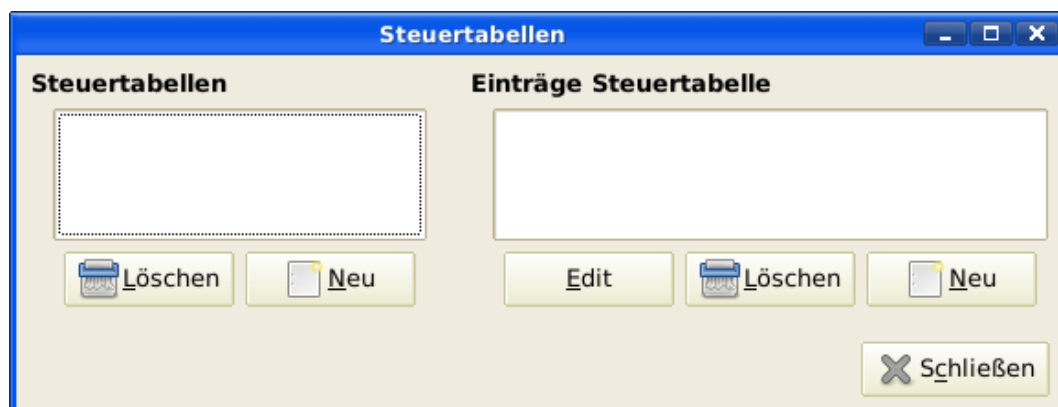 Steuertabellen
Steuertabellen
Einträge Steuertabelle
Löschen
Neu
Edit
Löschen
Neu
Schließen